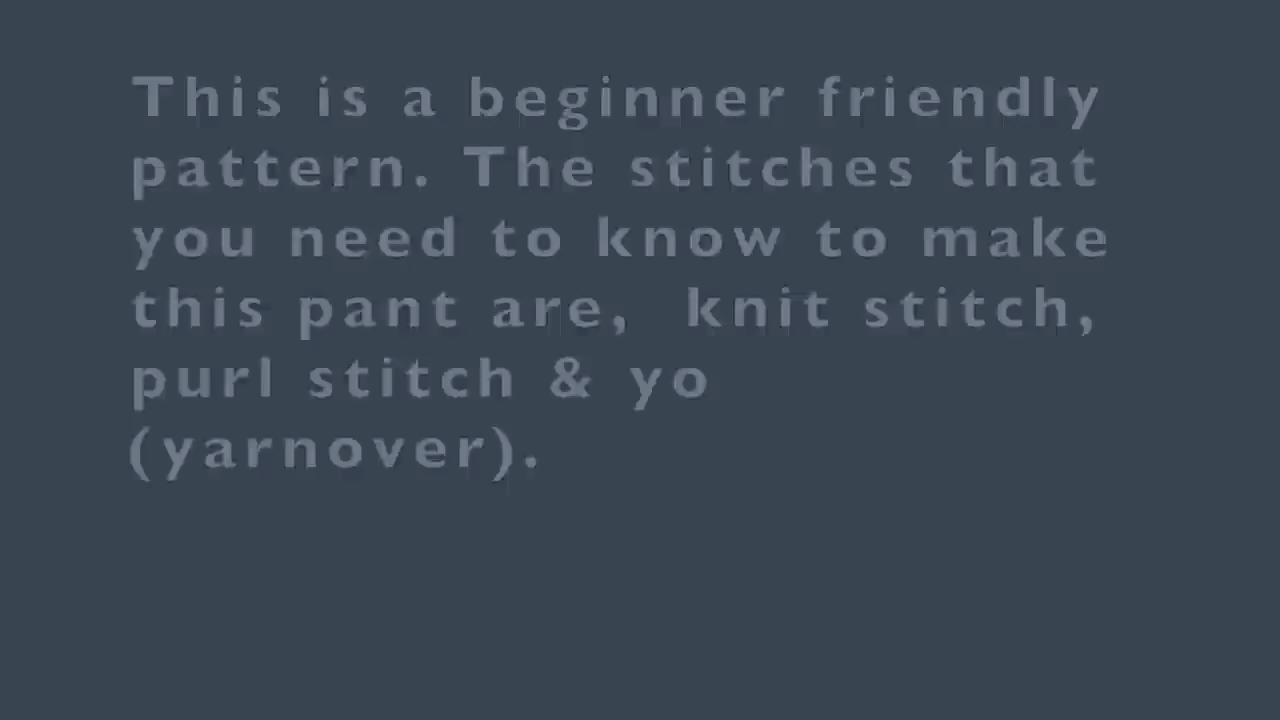 This is a beginner friendly
pattern. The stitches that
you need to know to make
this pant are,  knit stitch,
purl stitch & yo
(yarnover).